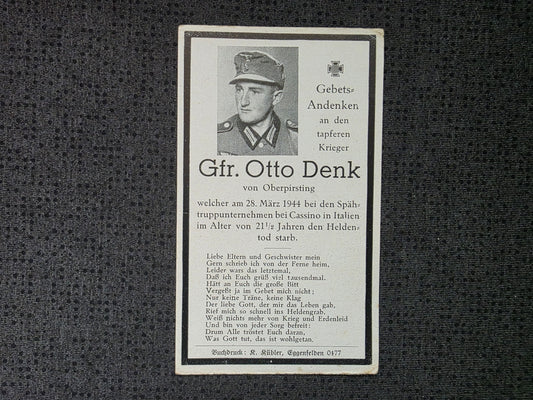 Gebets=
Andenken
an den
tapferen
Krieger
Gfr. Otto Denk
von Oberpirsting
welcher am 28. März 1944 bei den Späh=
truppunternehmen bei Cassino in Italien
im Alter von 21½ Jahren den Helden=
tod starb.
Liebe Eltern und Geschwister mein
Gern schrieb ich von der Ferne heim,
Leider wars das letztemal,
Daß ich Euch grüß viel tausendmal.
Hätt an Euch die große Bitt
Vergeßt ja im Gebet mich nicht;
Nur keine Träne, keine Klag
Der liebe Gott, der mir das Leben gab,
Rief mich so schnell ins Heldengrab.
Weiß nichts mehr von Krieg und Erdenleid
Und bin von jeder Sorg befreit:
Drum Alle tröstet Euch daran,
Was Gott tut, das ist wohlgetan.
Buchdruck: K. Kübler, Eggenfelden 0477